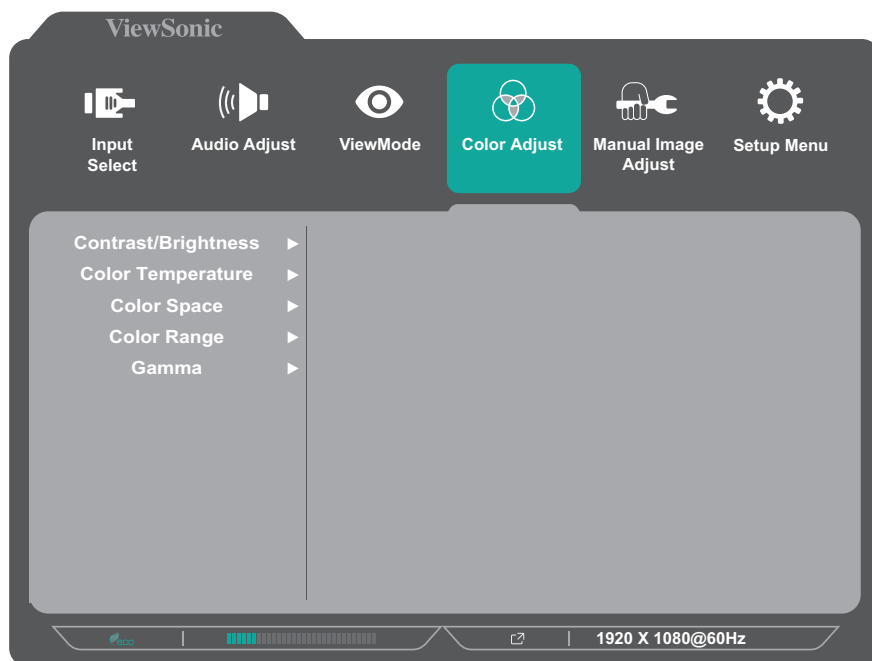 ViewSonic
Input
Select
Audio Adjust
ViewMode
Color Adjust
Manual Image
Adjust
Setup Menu
Contrast/Brightness
Color Temperature
Color Space
Color Range
Gamma
eco
1920 X 1080@60Hz